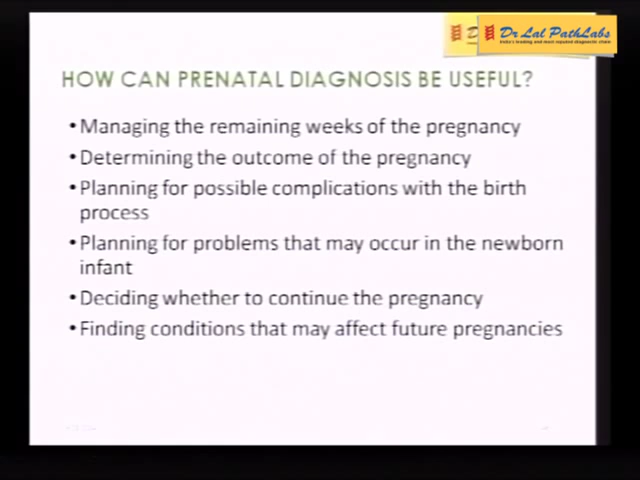 Dr Lal PathLabs
India's leading and most reputed diagnostic chain
HOW CAN PRENATAL DIAGNOSIS BE USEFUL?
• Managing the remaining weeks of the pregnancy
• Determining the outcome of the pregnancy
• Planning for possible complications with the birth
process
• Planning for problems that may occur in the newborn
infant
• Deciding whether to continue the pregnancy
• Finding conditions that may affect future pregnancies